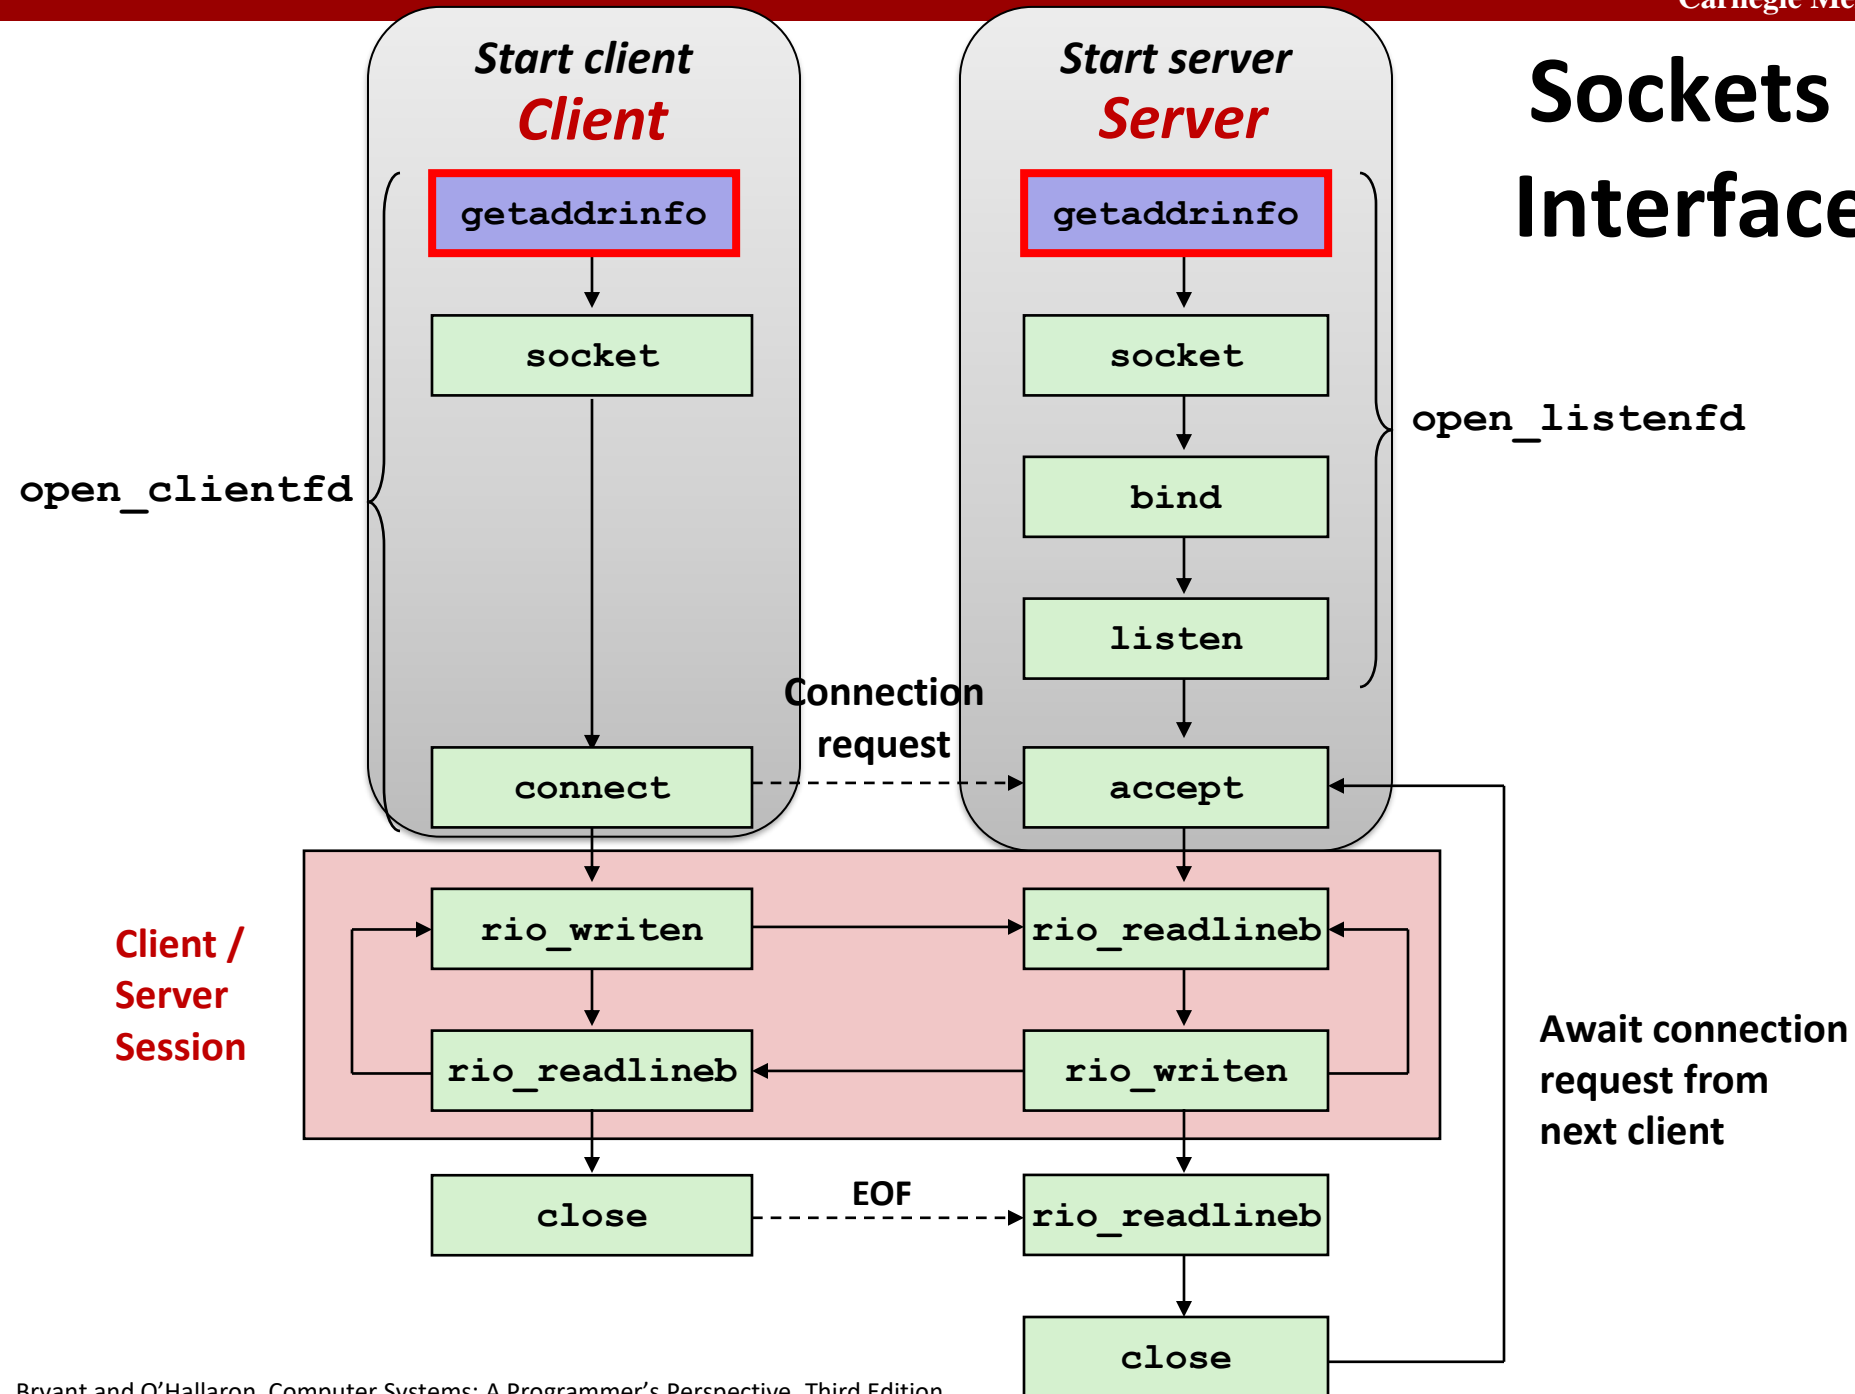 Carnegie Me
Sockets
Interface
Start client
Client
Start server
Server
getaddrinfo
getaddrinfo
socket
socket
open_listenfd
open_clientfd
bind
listen
Connection
request
connect
accept
Client /
Server
Session
rio_writen
rio_readlineb
rio_readlineb
rio_writen
Await connection
request from
next client
close
EOF
rio_readlineb
close
Bryant and O'Hallaron, Computer Systems: A Programmer's Perspective, Third Edition